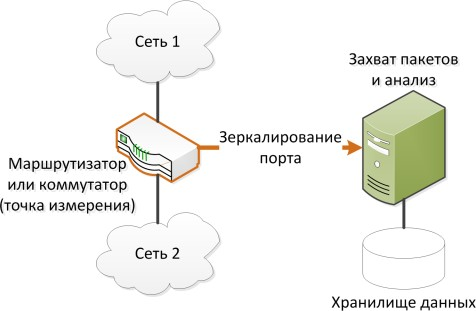 Сеть 1
Захват пакетов
и анализ
Зеркалирование
порта
Маршрутизатор
или коммутатор
(точка измерения)
Сеть 2
Хранилище данных